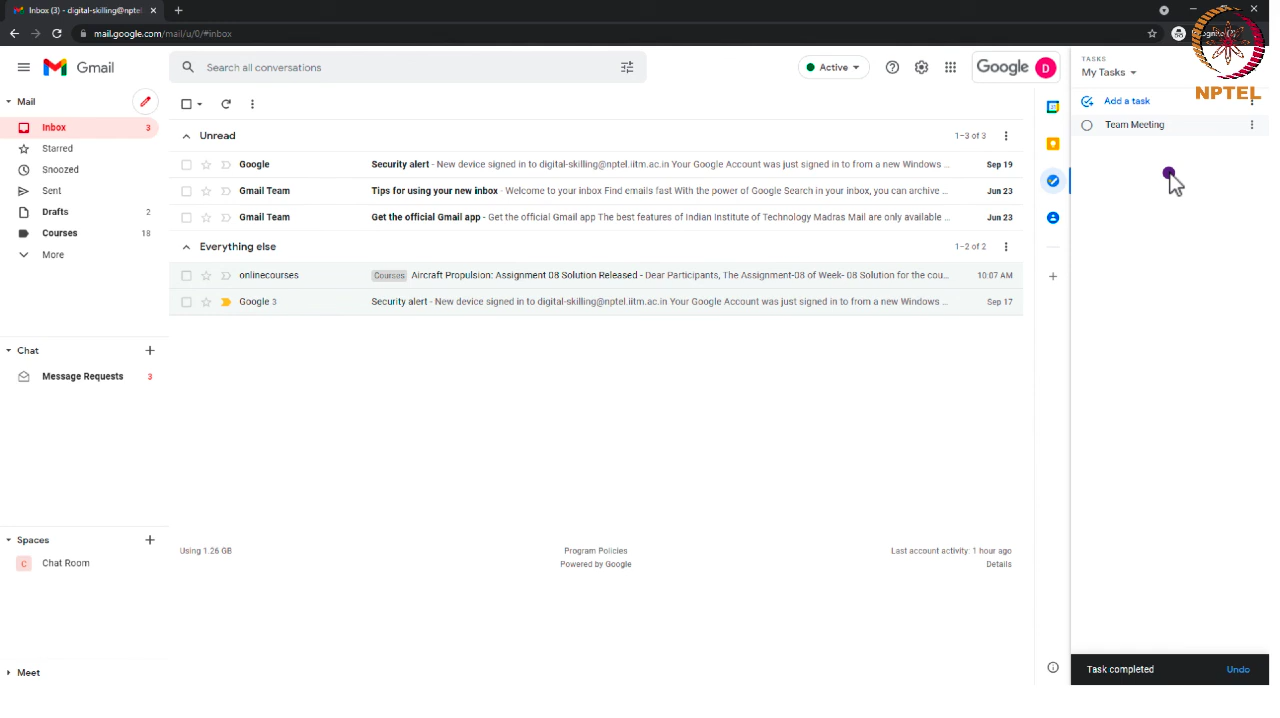 Inbox (3) - digital-skilling@nptel
mail.google.com/mail/u/0/#inbox
NPTEL
Gmail
Search all conversations
Active
Google D
TASKS
My Tasks
Add a task
Team Meeting
Mail
Inbox 3
Starred
Snoozed
Sent
Drafts 2
Courses 18
More
Chat
Message Requests 3
Spaces
C Chat Room
Meet
Unread 1–3 of 3
Google Security alert - New device signed in to digital-skilling@nptel.iitm.ac.in Your Google Account was just signed in to from a new Windows ... Sep 19
Gmail Team Tips for using your new inbox - Welcome to your inbox Find emails fast With the power of Google Search in your inbox, you can archive ... Jun 23
Gmail Team Get the official Gmail app - Get the official Gmail app The best features of Indian Institute of Technology Madras Mail are only available ... Jun 23
Everything else 1–2 of 2
onlinecourses Courses Aircraft Propulsion: Assignment 08 Solution Released - Dear Participants, The Assignment-08 of Week- 08 Solution for the cou... 10:07 AM
Google 3 Security alert - New device signed in to digital-skilling@nptel.iitm.ac.in Your Google Account was just signed in to from a new Windows ... Sep 17
Using 1.26 GB
Program Policies
Powered by Google
Last account activity: 1 hour ago
Details
Task completed Undo